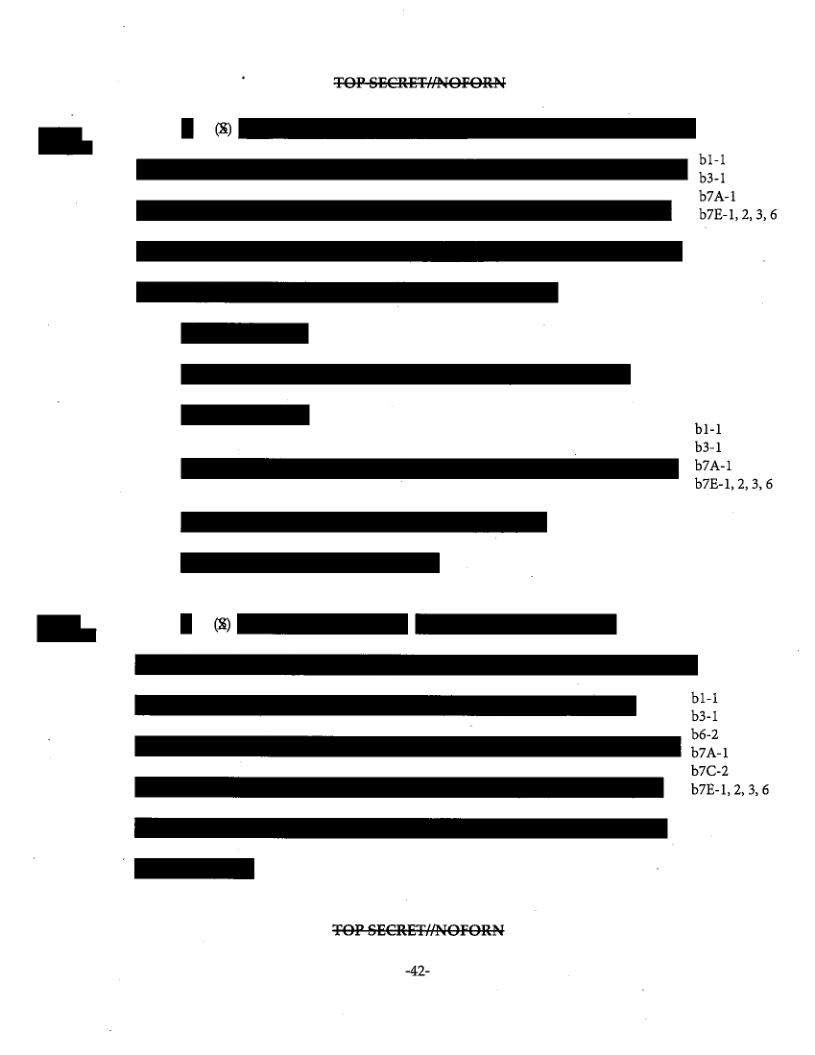 TOP SECRET//NOFORN
(S)
b1-1
b3-1
b7A-1
b7E-1, 2, 3, 6
b1-1
b3-1
b7A-1
b7E-1, 2, 3, 6
(S)
b1-1
b3-1
b6-2
b7A-1
b7C-2
b7E-1, 2, 3, 6
TOP SECRET//NOFORN
-42-